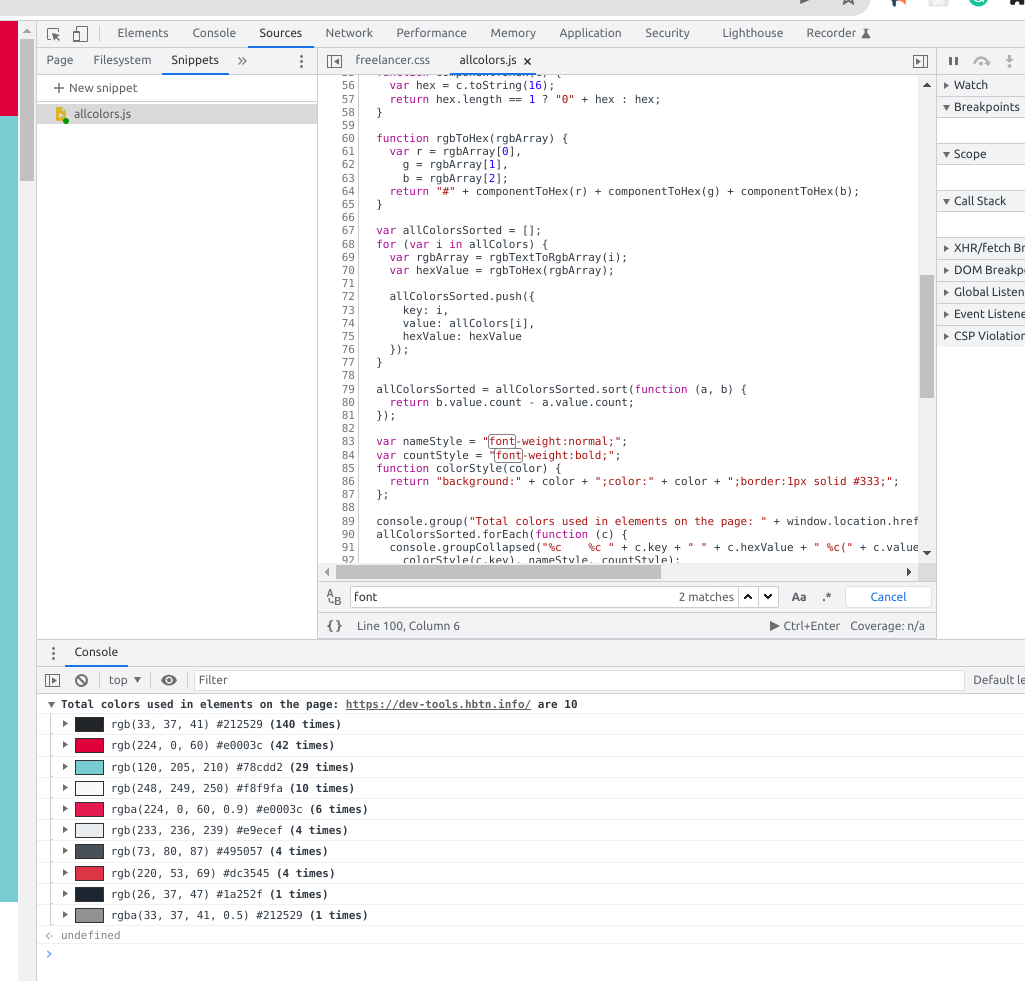 Elements Console Sources Network Performance Memory Application Security Lighthouse Recorder
Page Filesystem Snippets »
freelancer.css allcolors.js ×
+ New snippet
allcolors.js
56 var hex = c.toString(16);
57 return hex.length == 1 ? "0" + hex : hex;
58 }
59
60 function rgbToHex(rgbArray) {
61 var r = rgbArray[0],
62 g = rgbArray[1],
63 b = rgbArray[2];
64 return "#" + componentToHex(r) + componentToHex(g) + componentToHex(b);
65 }
66
67 var allColorsSorted = [];
68 for (var i in allColors) {
69 var rgbArray = rgbTextToRgbArray(i);
70 var hexValue = rgbToHex(rgbArray);
71
72 allColorsSorted.push({
73 key: i,
74 value: allColors[i],
75 hexValue: hexValue
76 });
77 }
78
79 allColorsSorted = allColorsSorted.sort(function (a, b) {
80 return b.value.count - a.value.count;
81 });
82
83 var nameStyle = "font-weight:normal;";
84 var countStyle = "font-weight:bold;";
85 function colorStyle(color) {
86 return "background:" + color + ";color:" + color + ";border:1px solid #333;";
87 };
88
89 console.group("Total colors used in elements on the page: " + window.location.href
90 allColorsSorted.forEach(function (c) {
91 console.groupCollapsed("%c %c " + c.key + " " + c.hexValue + " %c(" + c.value
92 colorStyle(c.key), nameStyle, countStyle);
Watch
Breakpoints
Scope
Call Stack
XHR/fetch Br
DOM Breakp
Global Listen
Event Listene
CSP Violation
font 2 matches Aa .* Cancel
{} Line 100, Column 6 Ctrl+Enter Coverage: n/a
Console
top Filter Default le
Total colors used in elements on the page: https://dev-tools.hbtn.info/ are 10
rgb(33, 37, 41) #212529 (140 times)
rgb(224, 0, 60) #e0003c (42 times)
rgb(120, 205, 210) #78cdd2 (29 times)
rgb(248, 249, 250) #f8f9fa (10 times)
rgba(224, 0, 60, 0.9) #e0003c (6 times)
rgb(233, 236, 239) #e9ecef (4 times)
rgb(73, 80, 87) #495057 (4 times)
rgb(220, 53, 69) #dc3545 (4 times)
rgb(26, 37, 47) #1a252f (1 times)
rgba(33, 37, 41, 0.5) #212529 (1 times)
undefined